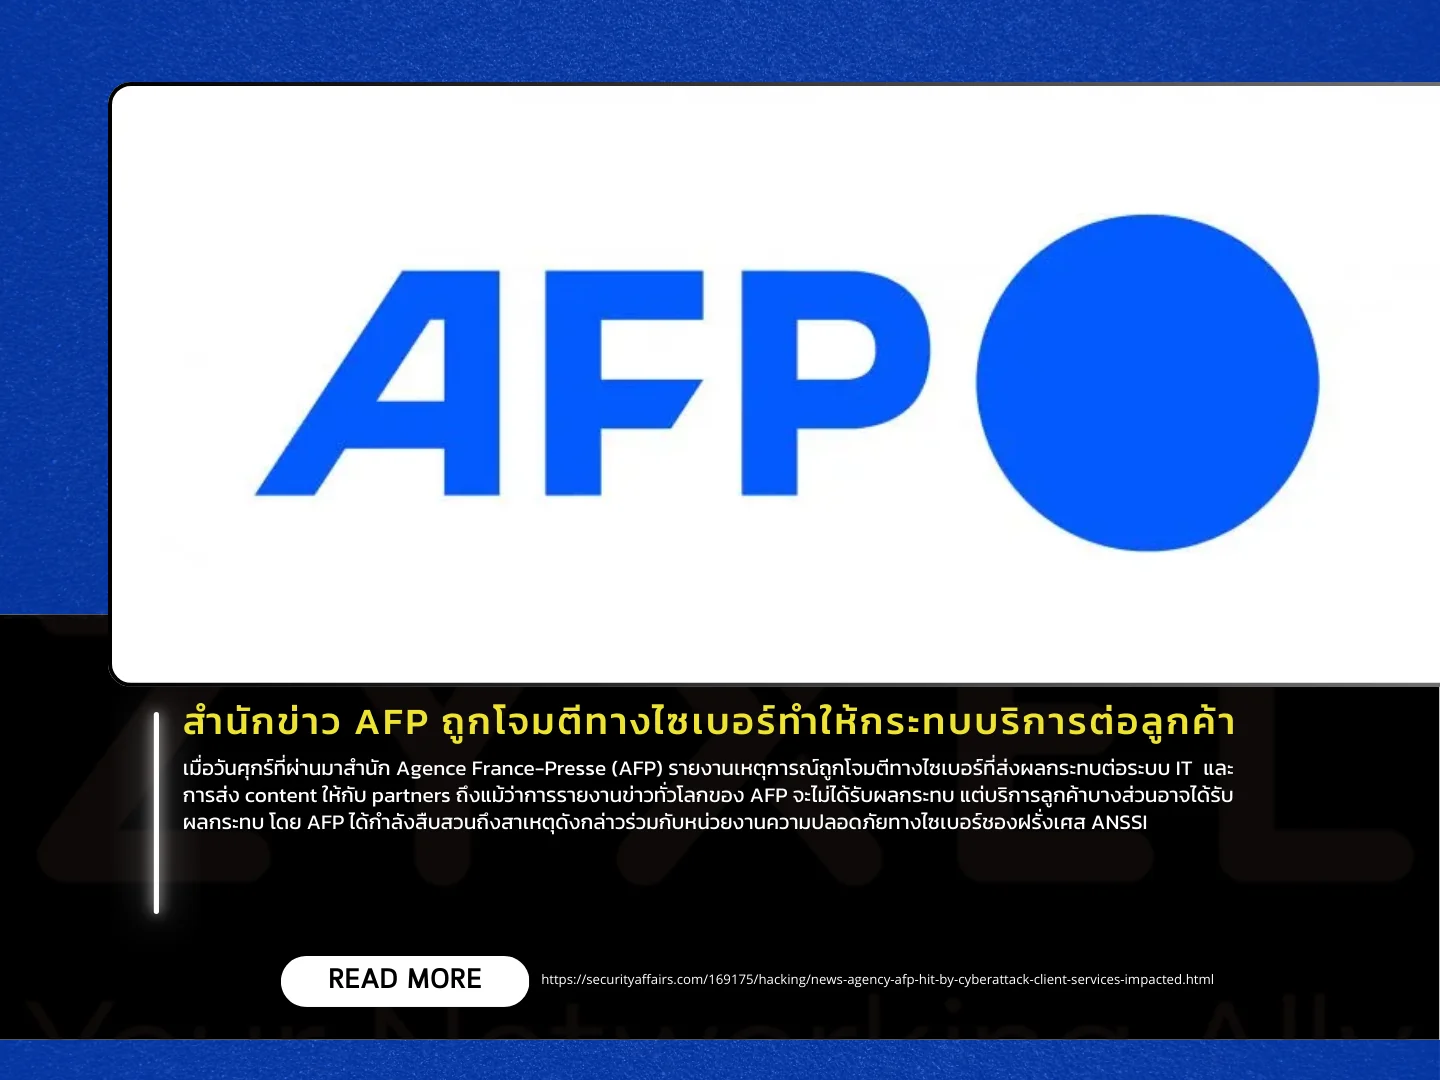 AFP
สำนักข่าว AFP ถูกโจมตีทางไซเบอร์ทำให้กระทบบริการต่อลูกค้า
เมื่อวันศุกร์ที่ผ่านมาสำนัก Agence France-Presse (AFP) รายงานเหตุการณ์ถูกโจมตีทางไซเบอร์ที่ส่งผลกระทบต่อระบบ IT และ
การส่ง content ให้กับ partners ถึงแม้ว่าการรายงานข่าวทั่วโลกของ AFP จะไม่ได้รับผลกระทบ แต่บริการลูกค้าบางส่วนอาจได้รับ
ผลกระทบ โดย AFP ได้กำลังสืบสวนถึงสาเหตุดังกล่าวร่วมกับหน่วยงานความปลอดภัยทางไซเบอร์ชองฝรั่งเศส ANSSI
ZYXEL
READ MORE https://securityaffairs.com/169175/hacking/news-agency-afp-hit-by-cyberattack-client-services-impacted.html
Your Networking Ally